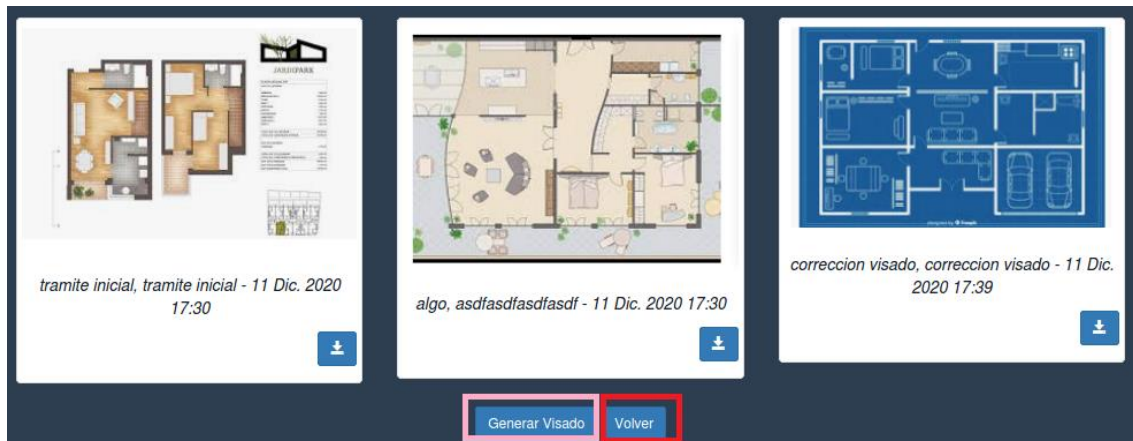 JARDIPARK
tramite inicial, tramite inicial - 11 Dic. 2020
17:30
algo, asdfasdfasdfasdf - 11 Dic. 2020 17:30
correccion visado, correccion visado - 11 Dic.
2020 17:39
Generar Visado
Volver